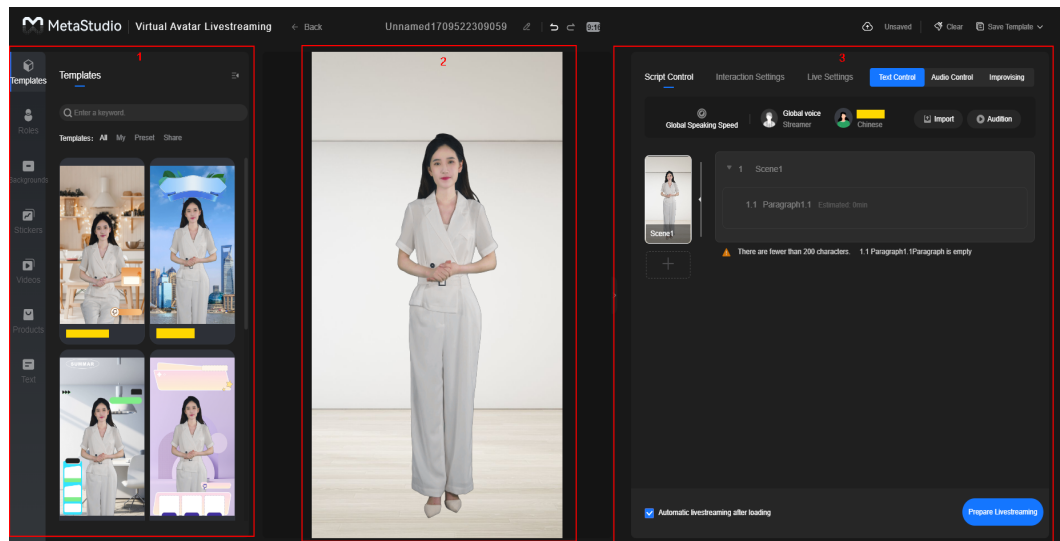 MetaStudio Virtual Avatar Livestreaming ← Back Unnamed1709522309059 9:16 Unsaved Clear Save Template
1
Templates
Roles
Backgrounds
Stickers
Videos
Products
Text
Templates
Enter a keyword.
Templates: All My Preset Share
2
3
Script Control Interaction Settings Live Settings Text Control Audio Control Improvising
Global Speaking Speed
Global voice
Streamer
Chinese
Import
Audition
Scene1
1 Scene1
1.1 Paragraph1.1 Estimated: 0min
There are fewer than 200 characters. 1.1 Paragraph1.1Paragraph is empty
Automatic livestreaming after loading
Prepare Livestreaming